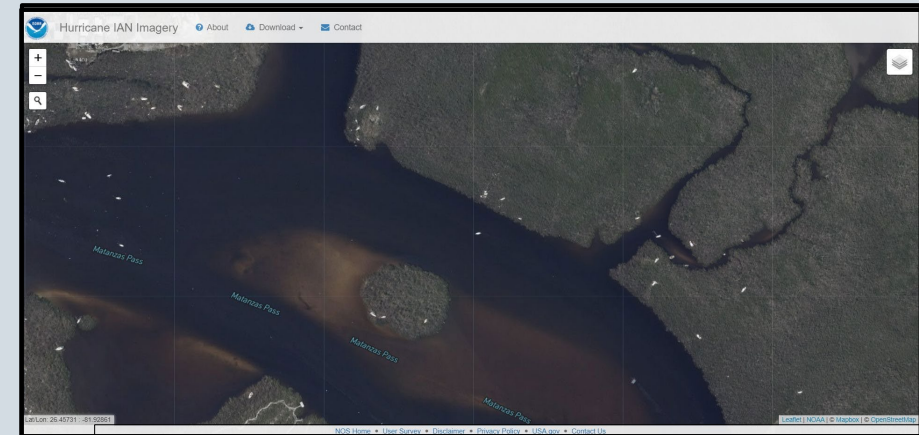 NOAA
Hurricane IAN Imagery
About
Download
Contact
+
−
Matanzas Pass
Matanzas Pass
Matanzas Pass
Matanzas Pass
Lat/Lon: 26.45731 : -81.92861
Leaflet | NOAA | © Mapbox | © OpenStreetMap
NOS Home • User Survey • Disclaimer • Privacy Policy • USA.gov • Contact Us